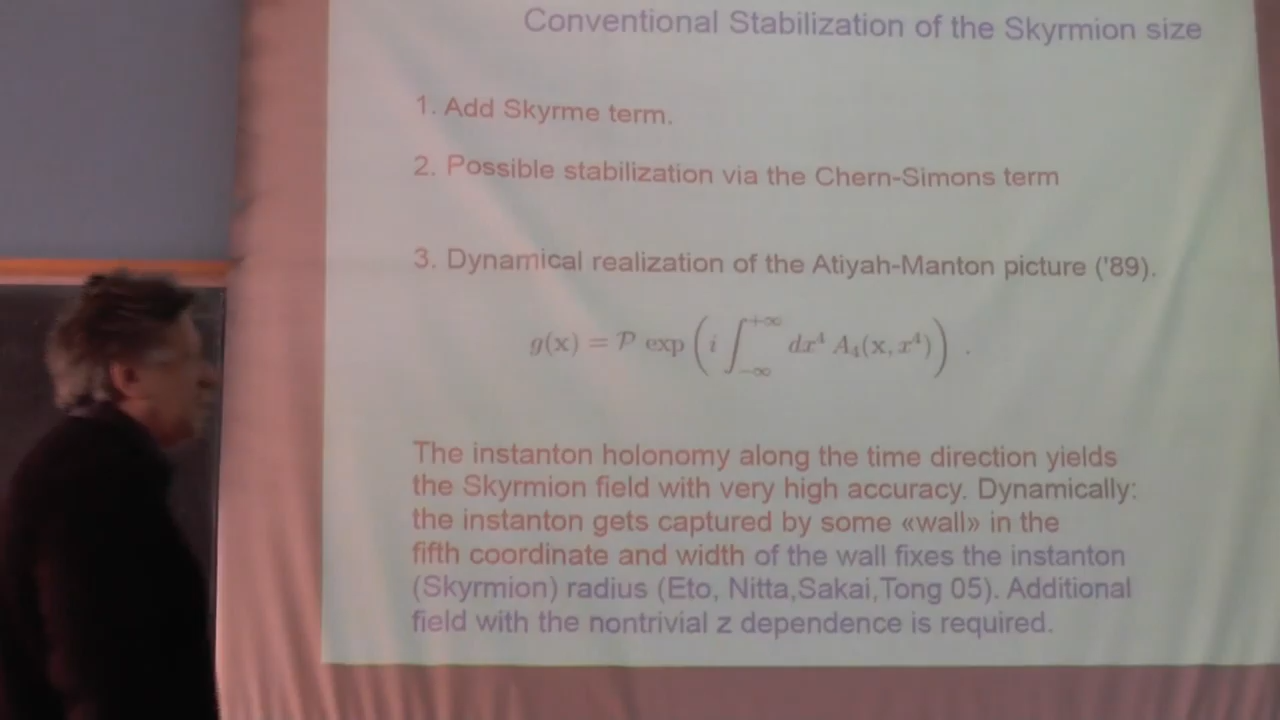 Conventional Stabilization of the Skyrmion size
1. Add Skyrme term.
2. Possible stabilization via the Chern-Simons term
3. Dynamical realization of the Atiyah-Manton picture ('89).
g(x) = P exp ( i ∫_{-∞}^{+∞} dx⁴ A₄(x, x⁴) ) .
The instanton holonomy along the time direction yields
the Skyrmion field with very high accuracy. Dynamically:
the instanton gets captured by some «wall» in the
fifth coordinate and width of the wall fixes the instanton
(Skyrmion) radius (Eto, Nitta,Sakai,Tong 05). Additional
field with the nontrivial z dependence is required.